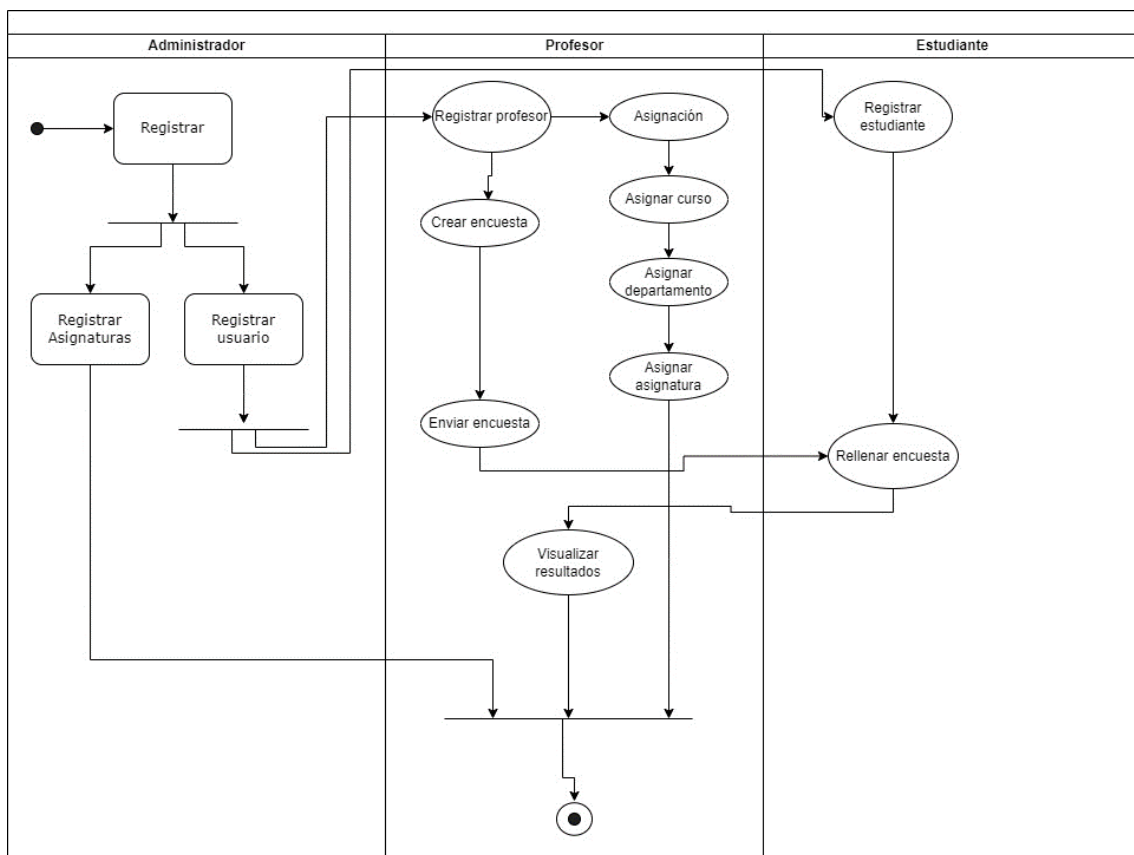 Administrador
Profesor
Estudiante
Registrar
Registrar profesor
Asignación
Registrar
estudiante
Crear encuesta
Asignar curso
Asignar
departamento
Registrar
Asignaturas
Registrar
usuario
Asignar
asignatura
Enviar encuesta
Rellenar encuesta
Visualizar
resultados